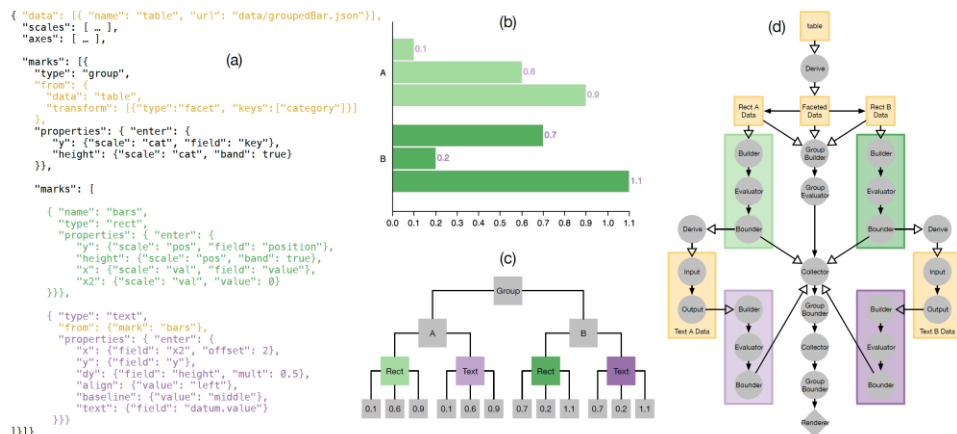 { "data": [{ "name": "table", "url": "data/groupedBar.json"}],
"scales": [ … ],
"axes": [ … ],
(a)
"marks": [{
"type": "group",
"from": {
"data": "table",
"transform": [{"type":"facet", "keys":["category"]}]
},
"properties": { "enter": {
"y": {"scale": "cat", "field": "key"},
"height": {"scale": "cat", "band": true}
}},
"marks": [
{ "name": "bars",
"type": "rect",
"properties": { "enter": {
"y": {"scale": "pos", "field": "position"},
"height": {"scale": "pos", "band": true},
"x": {"scale": "val", "field": "value"},
"x2": {"scale": "val", "value": 0}
}}},
{ "type": "text",
"from": {"mark": "bars"},
"properties": { "enter": {
"x": {"field": "x2", "offset": 2},
"y": {"field": "y"},
"dy": {"field": "height", "mult": 0.5},
"align": {"value": "left"},
"baseline": {"value": "middle"},
"text": {"field": "datum.value"}
}}}
]}]}
(b)
0.1
A
0.6
0.9
0.7
B
0.2
1.1
0.0 0.1 0.2 0.3 0.4 0.5 0.6 0.7 0.8 0.9 1.0 1.1
(c)
Group
A B
Rect Text Rect Text
0.1 0.6 0.9 0.1 0.6 0.9 0.7 0.2 1.1 0.7 0.2 1.1
(d)
table
Derive
Rect A Data
Faceted Data
Rect B Data
Builder
Group Builder
Builder
Evaluator
Group Evaluator
Evaluator
Derive
Bounder
Bounder
Derive
Input
Collector
Input
Output
Builder
Group Bounder
Builder
Output
Text A Data
Text B Data
Evaluator
Collector
Evaluator
Bounder
Group Bounder
Bounder
Renderer